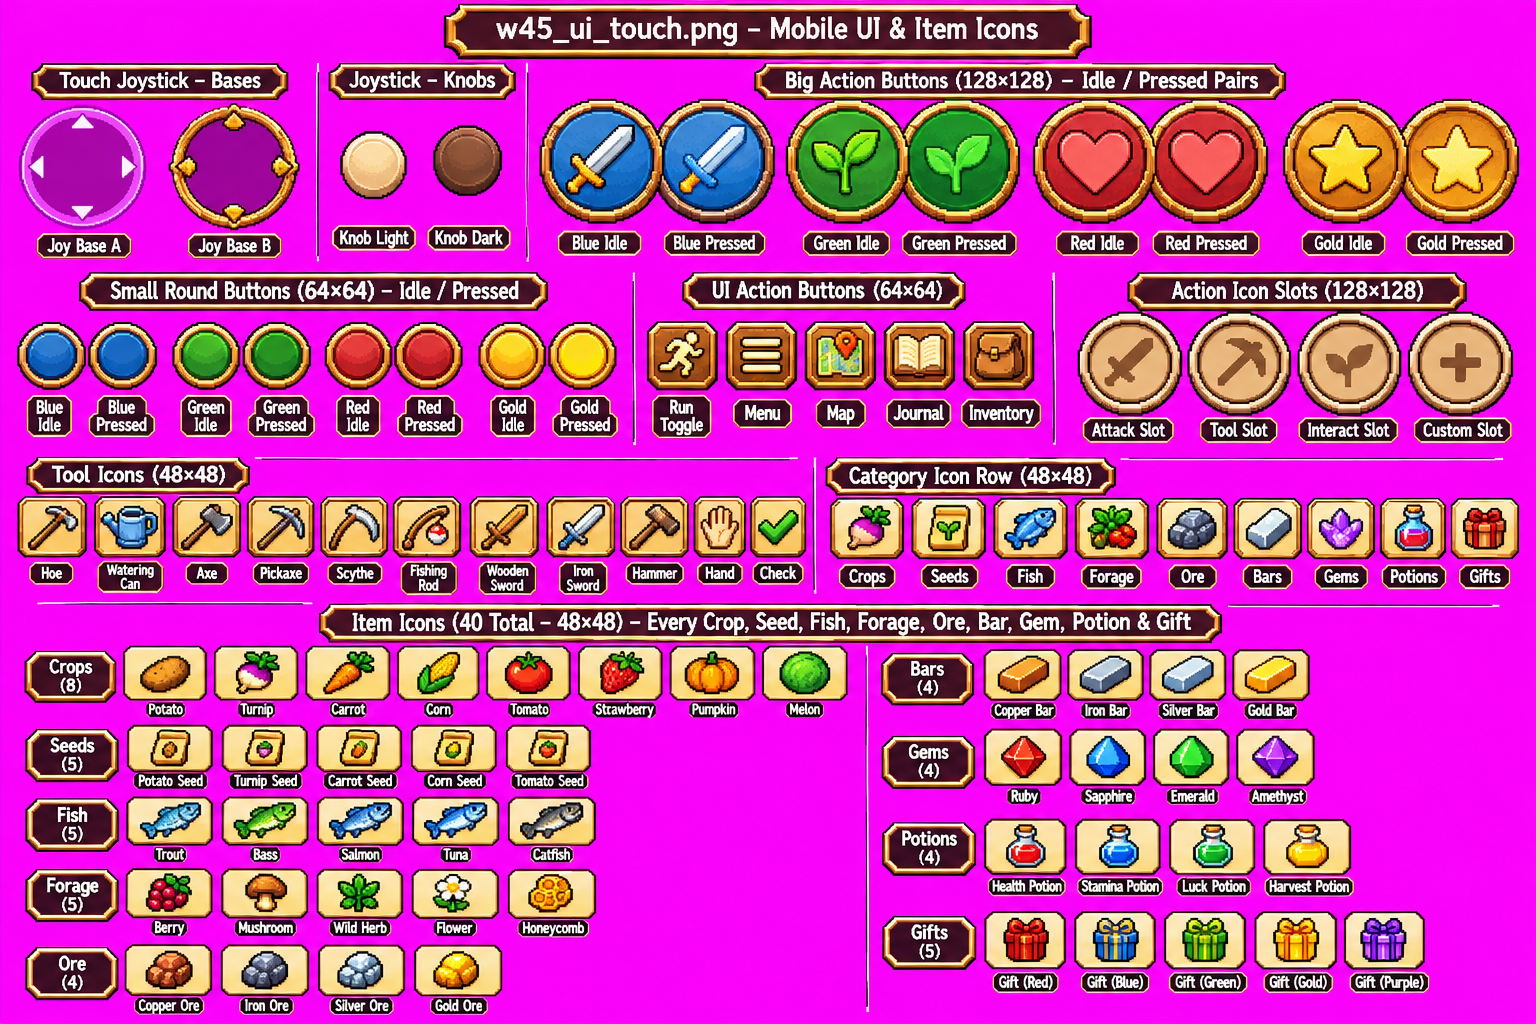 w45_ui_touch.png – Mobile UI & Item Icons
Touch Joystick – Bases
Joystick – Knobs
Big Action Buttons (128×128) – Idle / Pressed Pairs
Joy Base A
Joy Base B
Knob Light
Knob Dark
Blue Idle
Blue Pressed
Green Idle
Green Pressed
Red Idle
Red Pressed
Gold Idle
Gold Pressed
Small Round Buttons (64×64) – Idle / Pressed
UI Action Buttons (64×64)
Action Icon Slots (128×128)
Blue
Idle
Blue
Pressed
Green
Idle
Green
Pressed
Red
Idle
Red
Pressed
Gold
Idle
Gold
Pressed
Run
Toggle
Menu
Map
Journal
Inventory
Attack Slot
Tool Slot
Interact Slot
Custom Slot
Tool Icons (48×48)
Category Icon Row (48×48)
Hoe
Watering
Can
Axe
Pickaxe
Scythe
Fishing
Rod
Wooden
Sword
Iron
Sword
Hammer
Hand
Check
Crops
Seeds
Fish
Forage
Ore
Bars
Gems
Potions
Gifts
Item Icons (40 Total – 48×48) – Every Crop, Seed, Fish, Forage, Ore, Bar, Gem, Potion & Gift
Crops
(8)
Potato
Turnip
Carrot
Corn
Tomato
Strawberry
Pumpkin
Melon
Seeds
(5)
Potato Seed
Turnip Seed
Carrot Seed
Corn Seed
Tomato Seed
Fish
(5)
Trout
Bass
Salmon
Tuna
Catfish
Forage
(5)
Berry
Mushroom
Wild Herb
Flower
Honeycomb
Ore
(4)
Copper Ore
Iron Ore
Silver Ore
Gold Ore
Bars
(4)
Copper Bar
Iron Bar
Silver Bar
Gold Bar
Gems
(4)
Ruby
Sapphire
Emerald
Amethyst
Potions
(4)
Health Potion
Stamina Potion
Luck Potion
Harvest Potion
Gifts
(5)
Gift (Red)
Gift (Blue)
Gift (Green)
Gift (Gold)
Gift (Purple)